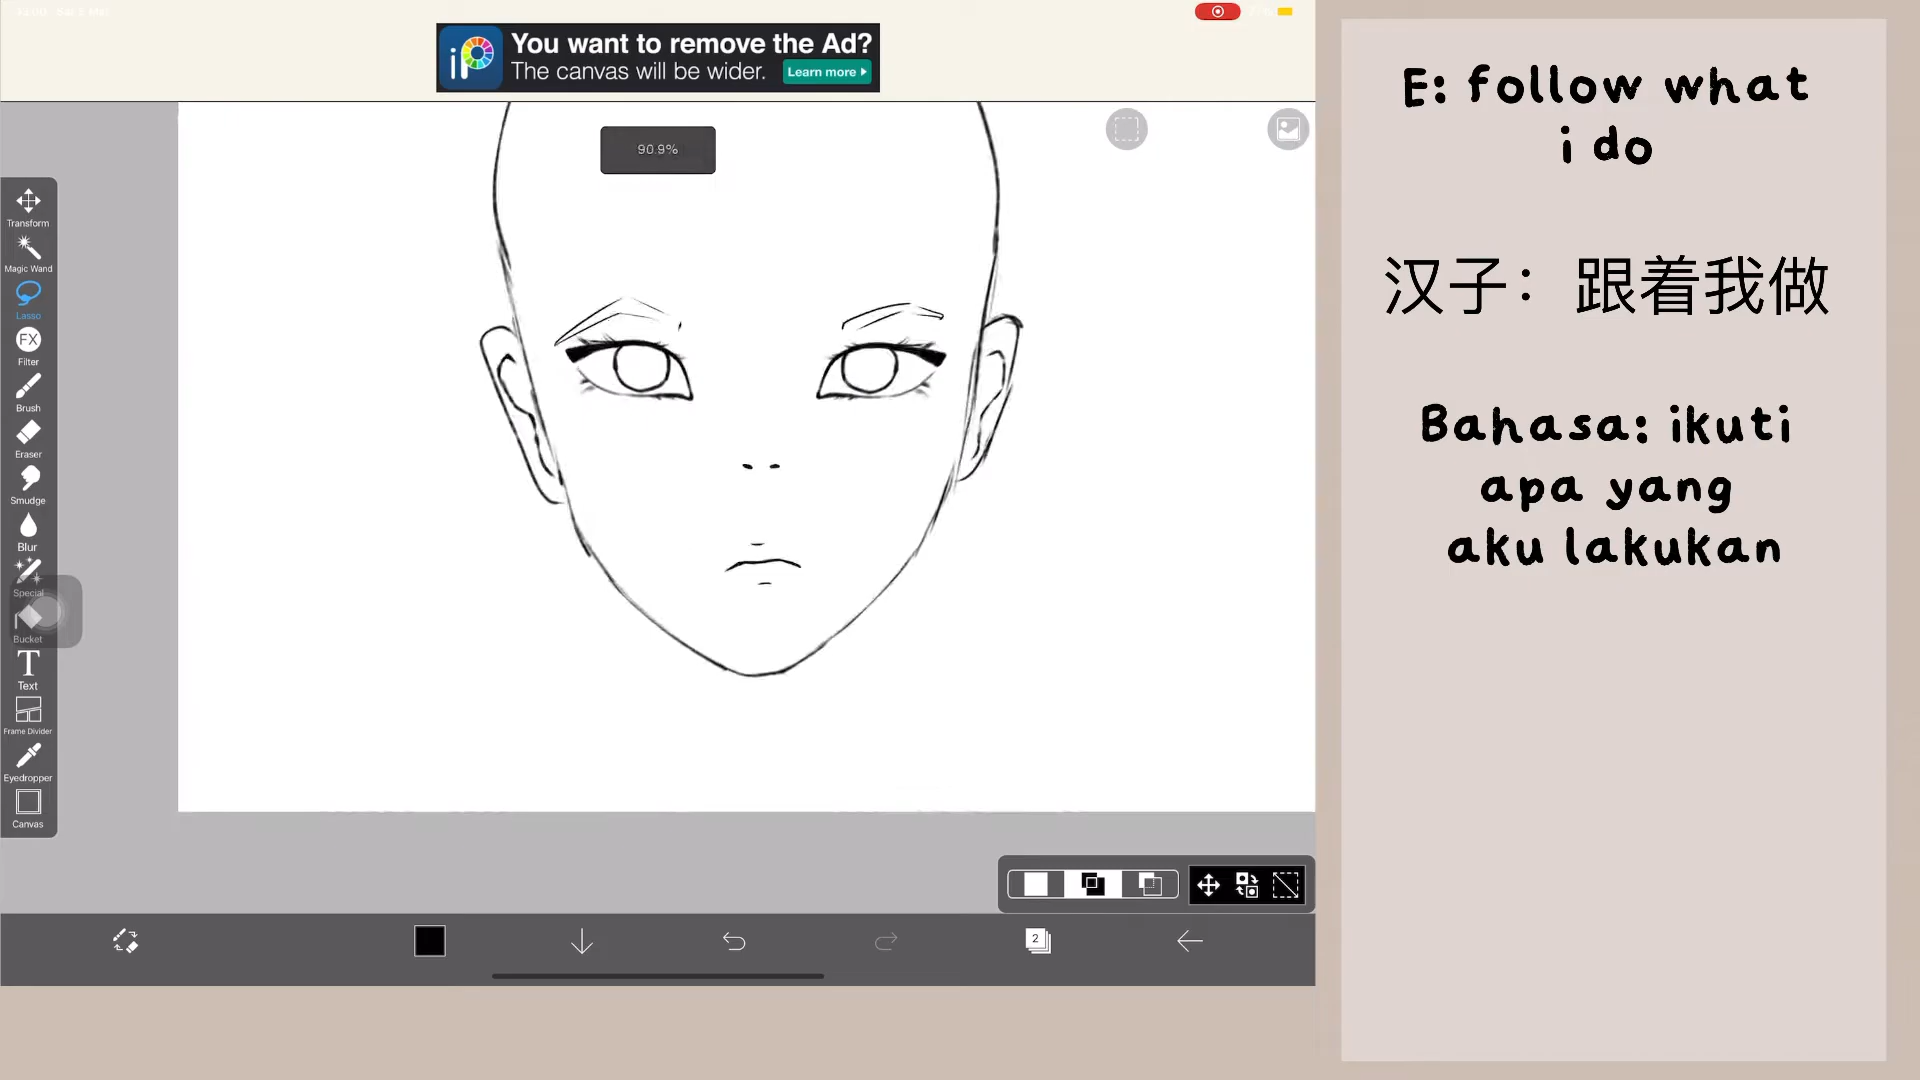 You want to remove the Ad?
The canvas will be wider.
Learn more
iP
90.9%
Transform
Magic Wand
Lasso
FX
Filter
Brush
Eraser
Smudge
Blur
Special
Bucket
T
Text
Frame Divider
Eyedropper
Canvas
2
E: follow what
i do
汉子：跟着我做
Bahasa: ikuti
apa yang
aku lakukan